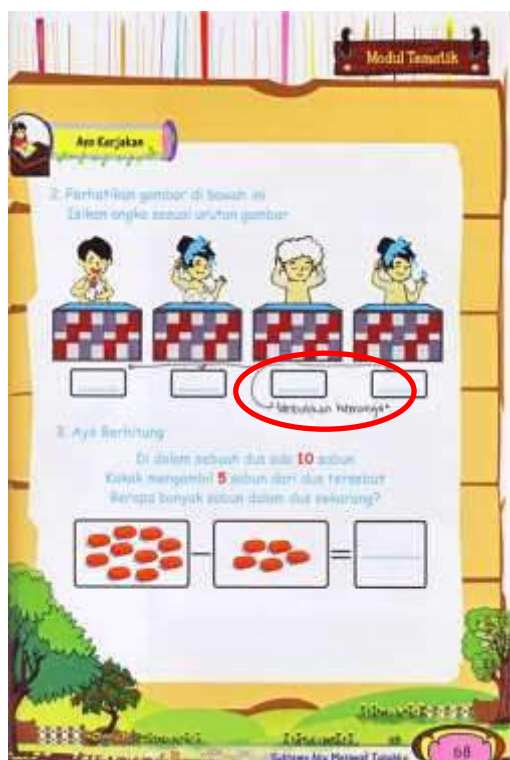 Modul Tematik
Ayo Kerjakan
2. Perhatikan gambar di bawah ini
Isikan angka sesuai urutan gambar
3. Ayo Berhitung
Di dalam sebuah dus ada 10 sabun
Kakak mengambil 5 sabun dari dus tersebut
Berapa banyak sabun dalam dus sekarang?
− =
68